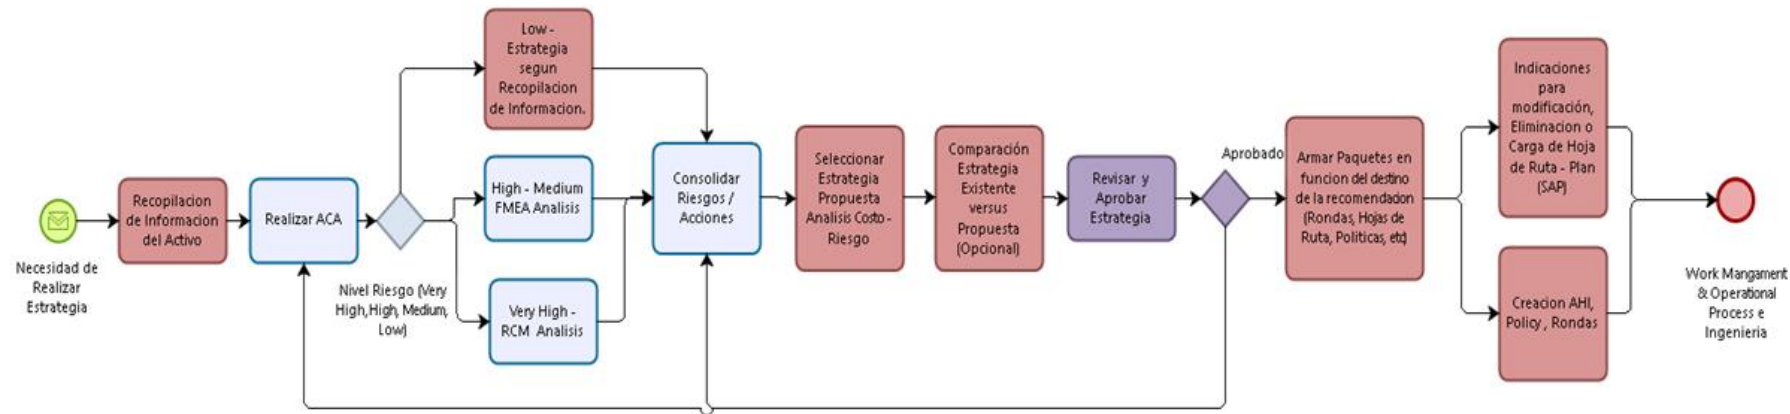 Necesidad de
Realizar
Estrategia
Recopilacion
de Informacion
del Activo
Realizar ACA
Nivel Riesgo (Very
High,High, Medium,
Low)
Low -
Estrategia
segun
Recopilacion
de Informacion.
High - Medium
FMEA Analisis
Very High -
RCM Analisis
Consolidar
Riesgos /
Acciones
Seleccionar
Estrategia
Propuesta
Analisis Costo -
Riesgo
Comparación
Estrategia
Existente
versus
Propuesta
(Opcional)
Revisar y
Aprobar
Estrategia
Aprobado
Armar Paquetes en
funcion del destino
de la recomendacion
(Rondas, Hojas de
Ruta, Politicas, etc)
Indicaciones
para
modificación,
Eliminacion o
Carga de Hoja
de Ruta - Plan
(SAP)
Creacion AHI,
Policy , Rondas
Work Mangament
& Operational
Process e
Ingenieria